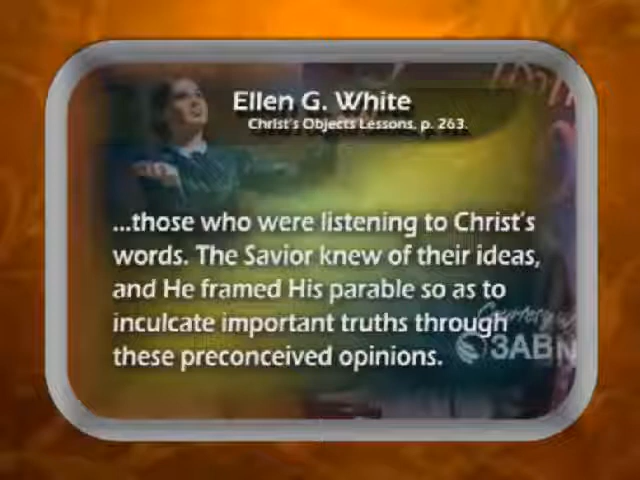 Ellen G. White
Christ's Objects Lessons, p. 263.
...those who were listening to Christ's
words. The Savior knew of their ideas,
and He framed His parable so as to
inculcate important truths through
these preconceived opinions.
Courtesy
3ABN